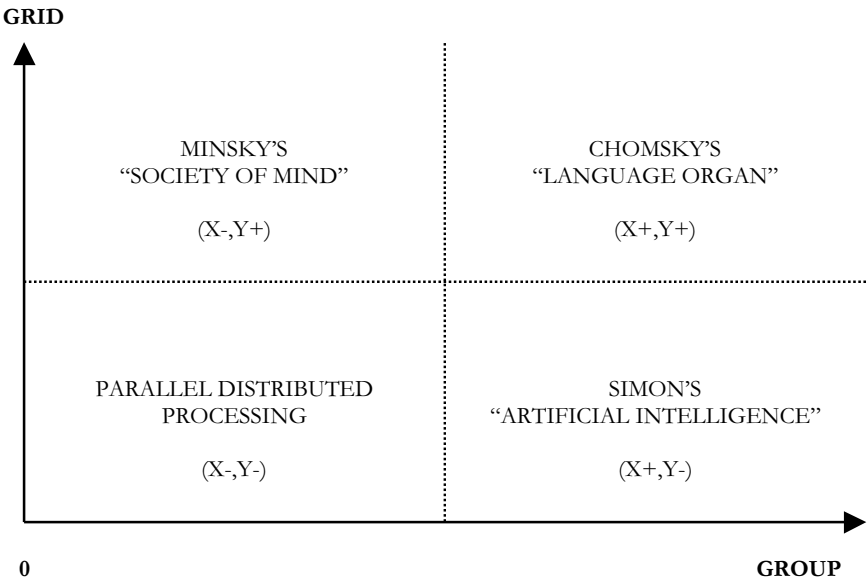 GRID
MINSKY’S
“SOCIETY OF MIND”
(X-,Y+)
CHOMSKY’S
“LANGUAGE ORGAN”
(X+,Y+)
PARALLEL DISTRIBUTED
PROCESSING
(X-,Y-)
SIMON’S
“ARTIFICIAL INTELLIGENCE”
(X+,Y-)
0
GROUP